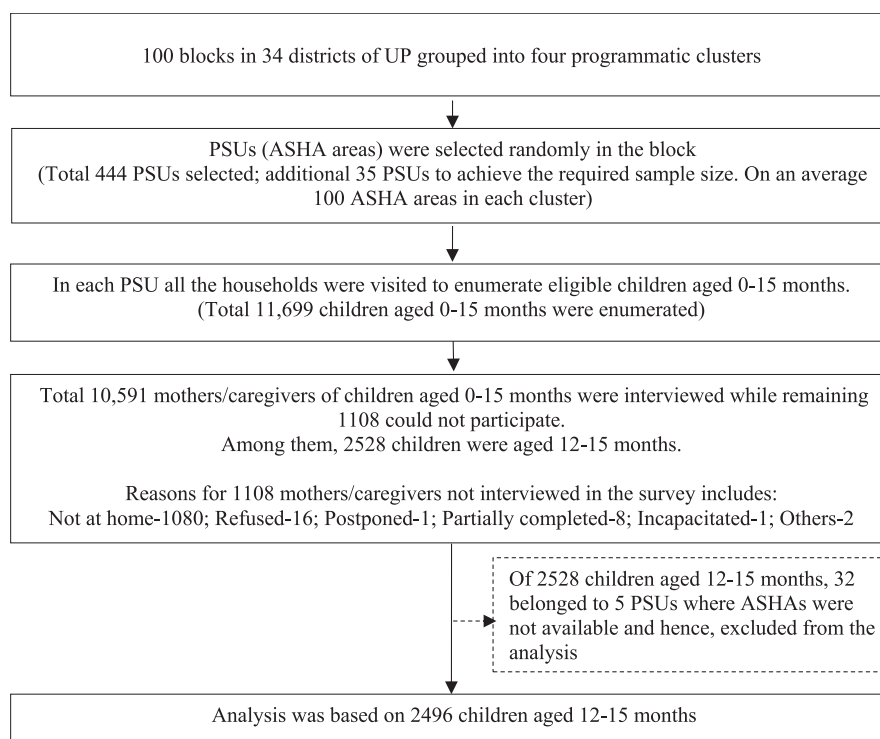 100 blocks in 34 districts of UP grouped into four programmatic clusters
PSUs (ASHA areas) were selected randomly in the block
(Total 444 PSUs selected; additional 35 PSUs to achieve the required sample size. On an average
100 ASHA areas in each cluster)
In each PSU all the households were visited to enumerate eligible children aged 0-15 months.
(Total 11,699 children aged 0-15 months were enumerated)
Total 10,591 mothers/caregivers of children aged 0-15 months were interviewed while remaining
1108 could not participate.
Among them, 2528 children were aged 12-15 months.
Reasons for 1108 mothers/caregivers not interviewed in the survey includes:
Not at home-1080; Refused-16; Postponed-1; Partially completed-8; Incapacitated-1; Others-2
Of 2528 children aged 12-15 months, 32
belonged to 5 PSUs where ASHAs were
not available and hence, excluded from the
analysis
Analysis was based on 2496 children aged 12-15 months